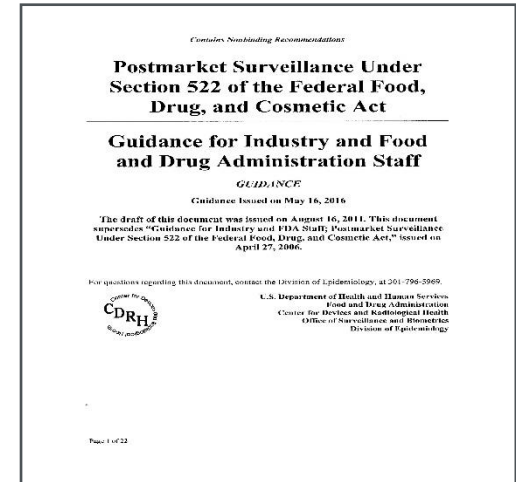 Contains Nonbinding Recommendations
Postmarket Surveillance Under
Section 522 of the Federal Food,
Drug, and Cosmetic Act
Guidance for Industry and Food
and Drug Administration Staff
GUIDANCE
Guidance Issued on May 16, 2016
The draft of this document was issued on August 16, 2011. This document
supersedes “Guidance for Industry and FDA Staff; Postmarket Surveillance
Under Section 522 of the Federal Food, Drug, and Cosmetic Act,” issued on
April 27, 2006.
For questions regarding this document, contact the Division of Epidemiology, at 301-796-5969.
U.S. Department of Health and Human Services
Food and Drug Administration
Center for Devices and Radiological Health
Office of Surveillance and Biometrics
Division of Epidemiology
Center for Devices
CDRH
Page 1 of 22